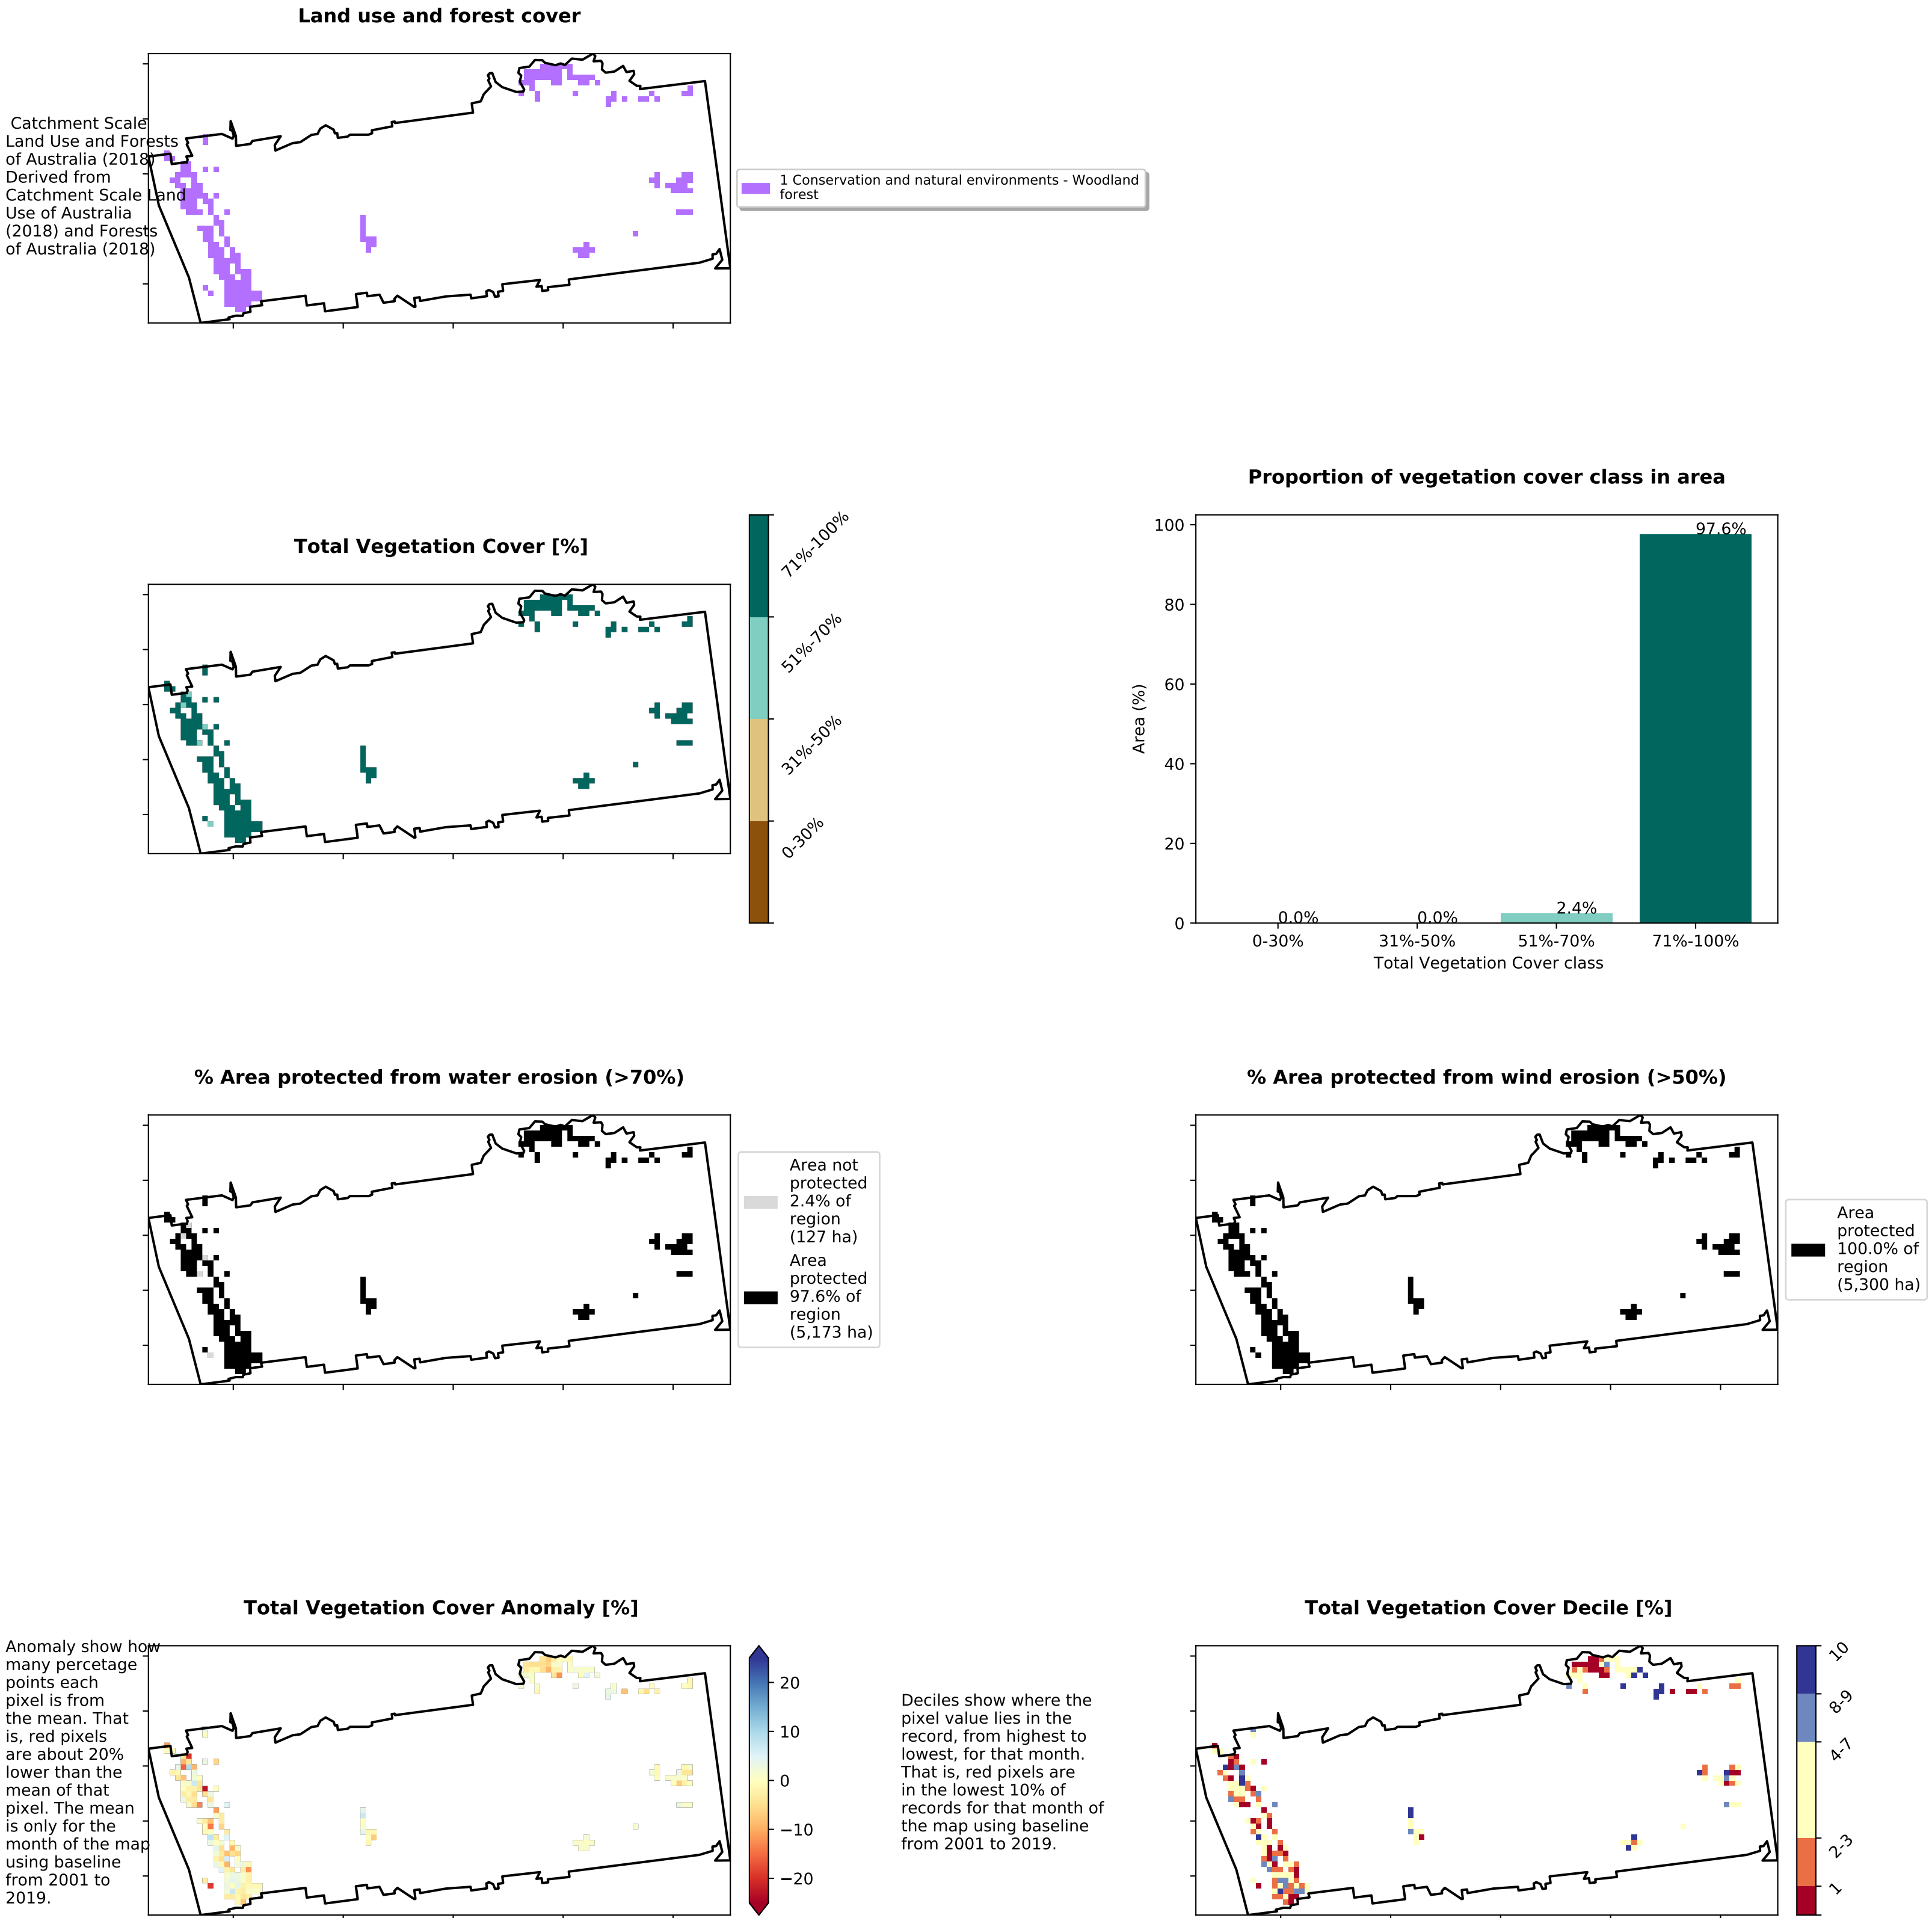 Land use and forest cover
Catchment Scale
Land Use and Forests
of Australia (2018)
Derived from
Catchment Scale Land
Use of Australia
(2018) and Forests
of Australia (2018)
1 Conservation and natural environments - Woodland
forest
Total Vegetation Cover [%]
71%-100%
51%-70%
31%-50%
0-30%
Proportion of vegetation cover class in area
100
80
60
40
20
0
Area (%)
0.0%
0.0%
2.4%
97.6%
0-30%
31%-50%
51%-70%
71%-100%
Total Vegetation Cover class
% Area protected from water erosion (>70%)
Area not
protected
2.4% of
region
(127 ha)
Area
protected
97.6% of
region
(5,173 ha)
% Area protected from wind erosion (>50%)
Area
protected
100.0% of
region
(5,300 ha)
Total Vegetation Cover Anomaly [%]
Anomaly show how
many percetage
points each
pixel is from
the mean. That
is, red pixels
are about 20%
lower than the
mean of that
pixel. The mean
is only for the
month of the map
using baseline
from 2001 to
2019.
20
10
0
−10
−20
Total Vegetation Cover Decile [%]
Deciles show where the
pixel value lies in the
record, from highest to
lowest, for that month.
That is, red pixels are
in the lowest 10% of
records for that month of
the map using baseline
from 2001 to 2019.
10
8-9
4-7
2-3
1